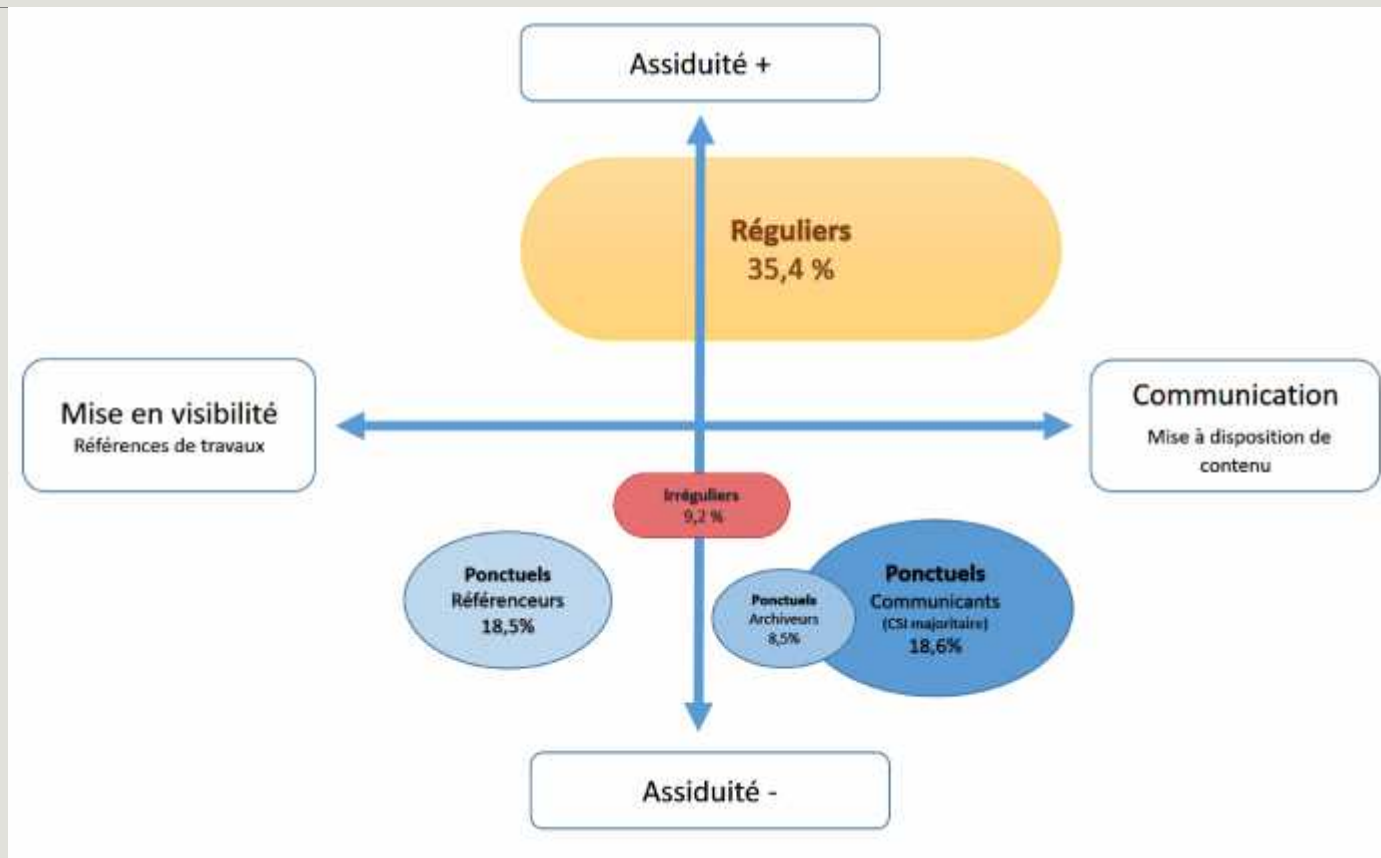 Assiduité +
Réguliers
35,4 %
Mise en visibilité
Références de travaux
Communication
Mise à disposition de
contenu
Irréguliers
9,2 %
Ponctuels
Référenceurs
18,5%
Ponctuels
Archiveurs
8,5%
Ponctuels
Communicants
(CSI majoritaire)
18,6%
Assiduité -